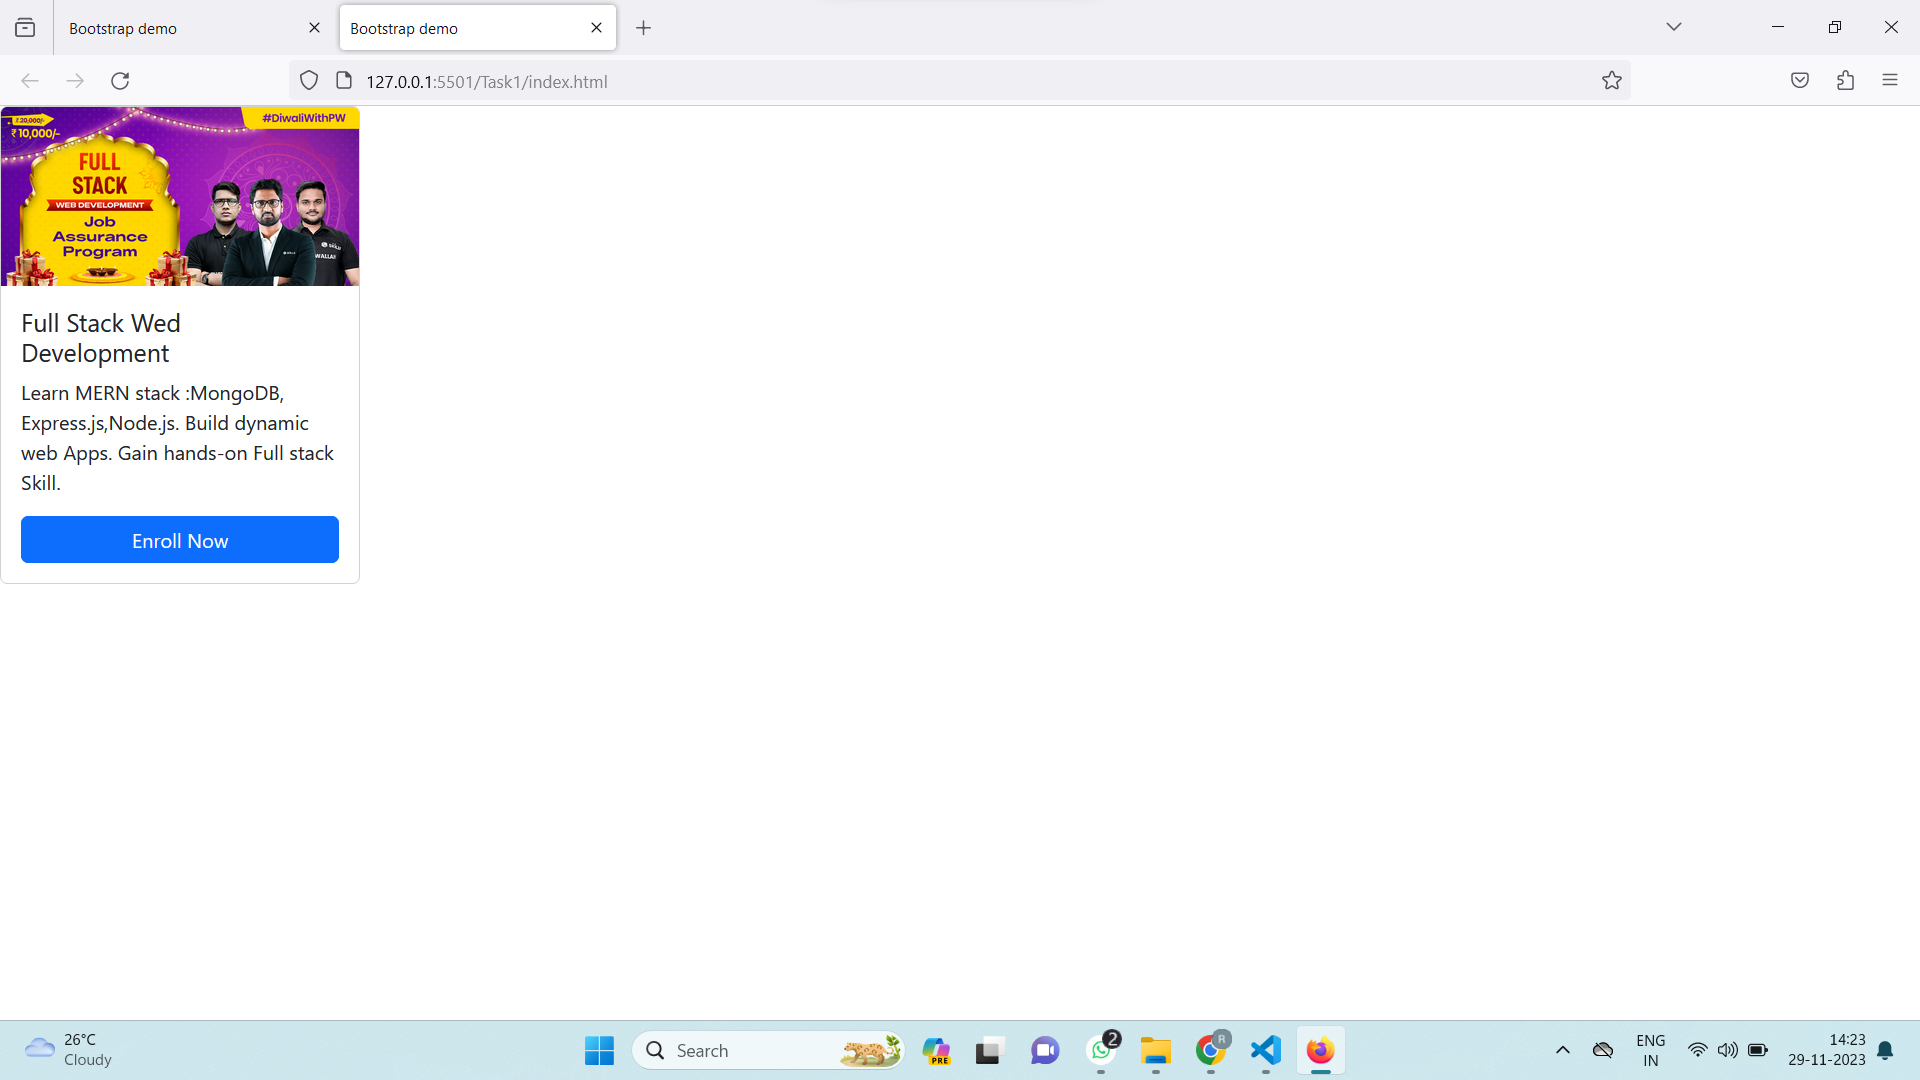 Bootstrap demo
Bootstrap demo
127.0.0.1:5501/Task1/index.html
₹ 20,000/-
₹ 10,000/-
#DiwaliWithPW
FULL
STACK
WEB DEVELOPMENT
Job
Assurance
Program
Full Stack Wed
Development
Learn MERN stack :MongoDB,
Express.js,Node.js. Build dynamic
web Apps. Gain hands-on Full stack
Skill.
Enroll Now
26°C
Cloudy
Search
PRE
2
R
ENG
IN
14:23
29-11-2023